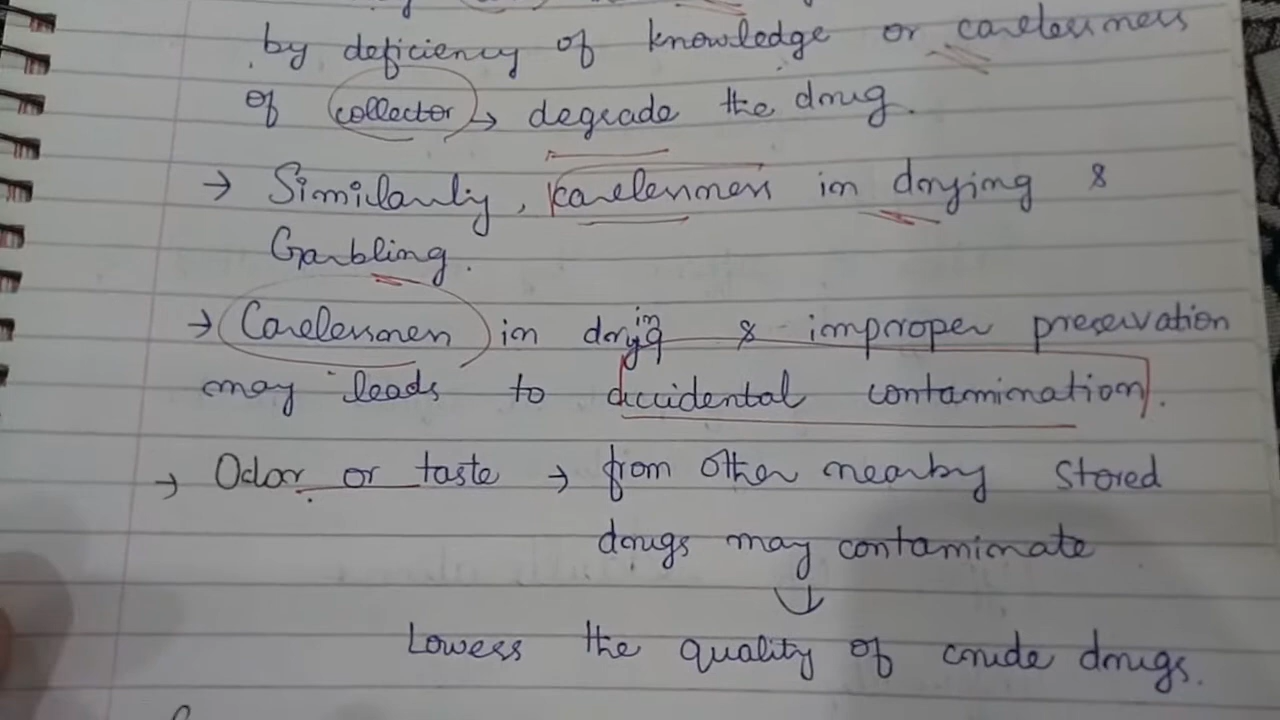 by deficiency of knowledge or carelessness
of collector → degrade the drug.
→ Similarly, carelessness in drying &
Garbling.
→ Carelessness in drying & improper preservation
may leads to accidental contamination.
→ Odor or taste → from other nearby stored
drugs may contaminate
↓
Lowers the quality of crude drugs.